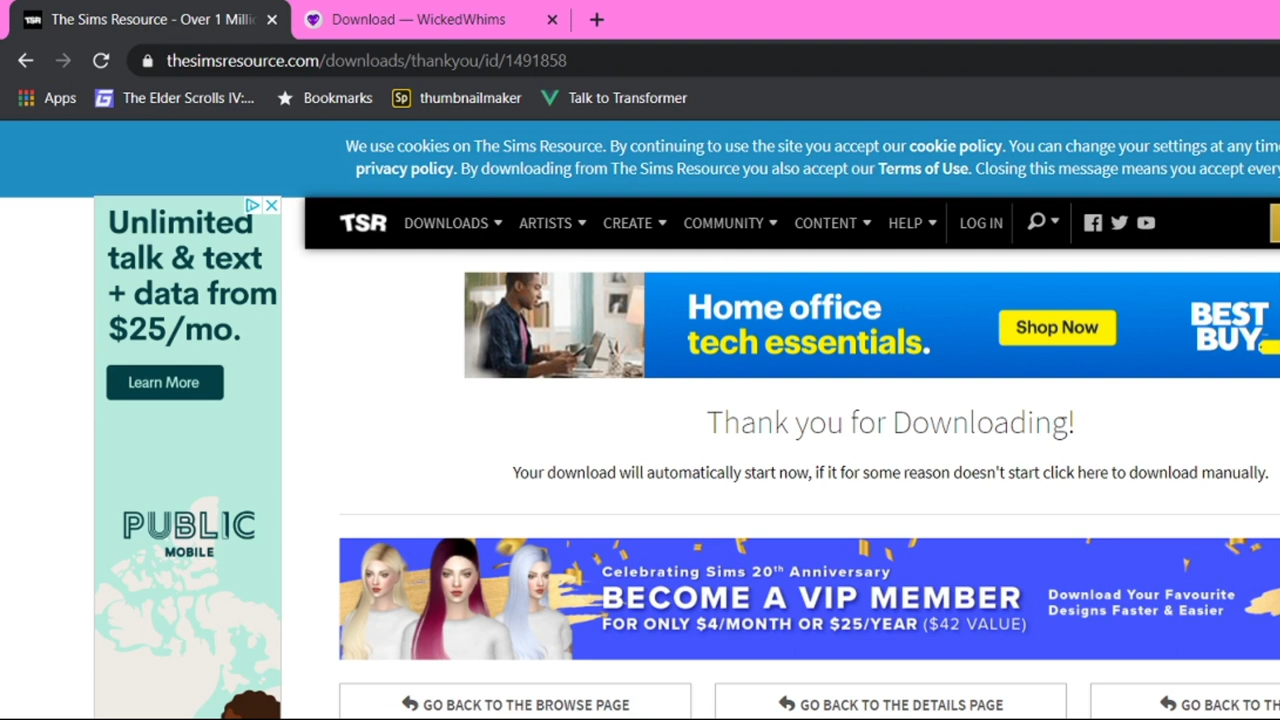 TSR The Sims Resource - Over 1 Milli
Download — WickedWhims
thesimsresource.com/downloads/thankyou/id/1491858
Apps
The Elder Scrolls IV:...
Bookmarks
Sp thumbnailmaker
Talk to Transformer
We use cookies on The Sims Resource. By continuing to use the site you accept our cookie policy. You can change your settings at any time
privacy policy. By downloading from The Sims Resource you also accept our Terms of Use. Closing this message means you accept every
Unlimited
talk & text
+ data from
$25/mo.
Learn More
PUBLIC
MOBILE
TSR DOWNLOADS ARTISTS CREATE COMMUNITY CONTENT HELP LOG IN
Home office
tech essentials.
Shop Now
BEST
BUY
Thank you for Downloading!
Your download will automatically start now, if it for some reason doesn't start click here to download manually.
Celebrating Sims 20th Anniversary
BECOME A VIP MEMBER
FOR ONLY $4/MONTH OR $25/YEAR ($42 VALUE)
Download Your Favourite
Designs Faster & Easier
GO BACK TO THE BROWSE PAGE
GO BACK TO THE DETAILS PAGE
GO BACK TO TH